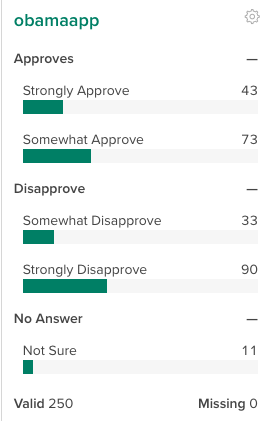 obamaapp
Approves —
Strongly Approve 43
Somewhat Approve 73
Disapprove —
Somewhat Disapprove 33
Strongly Disapprove 90
No Answer —
Not Sure 11
Valid 250 Missing 0